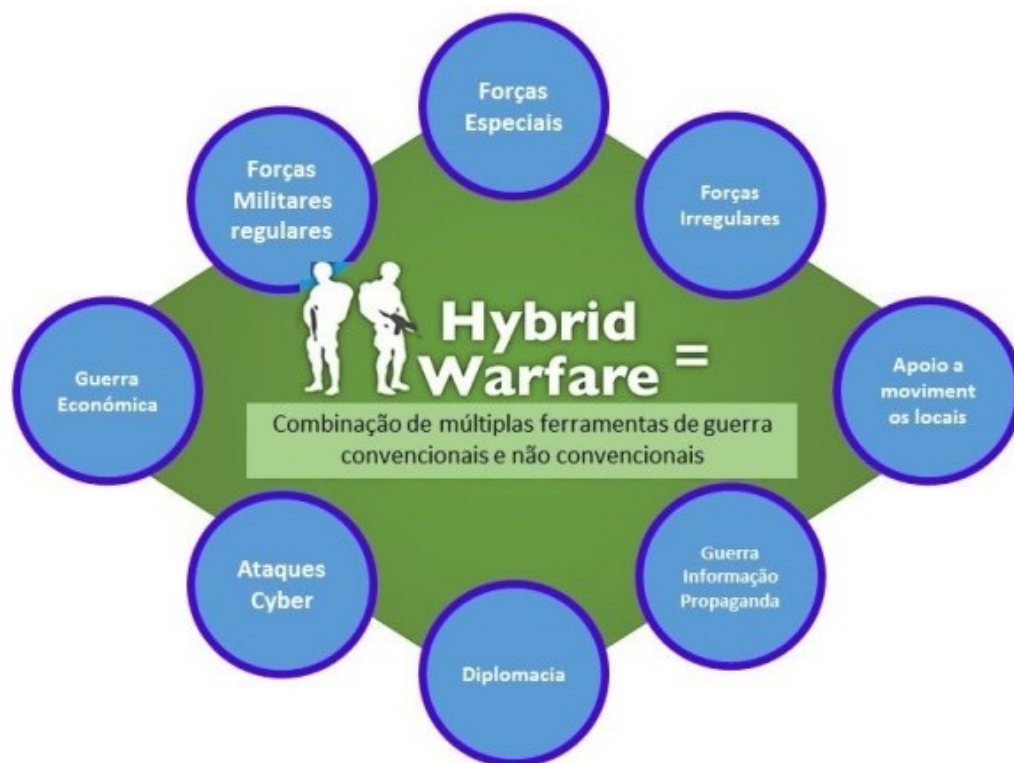 Forças
Especiais
Forças
Militares
regulares
Forças
Irregulares
Hybrid
Warfare =
Guerra
Económica
Apoio a
moviment
os locais
Combinação de múltiplas ferramentas de guerra
convencionais e não convencionais
Ataques
Cyber
Guerra
Informação
Propaganda
Diplomacia